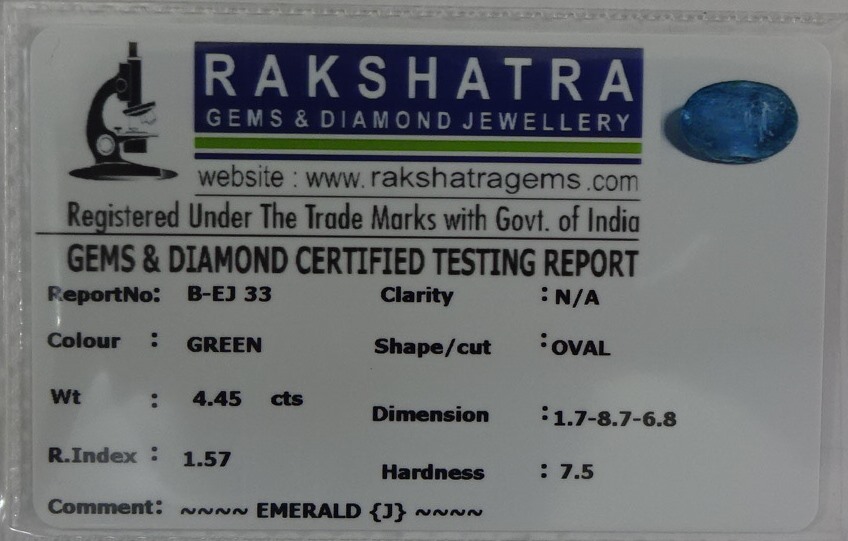 RAKSHATRA
GEMS & DIAMOND JEWELLERY
website : www. rakshatragems .com
Registered Under The Trade Marks with Govt. of India
GEMS & DIAMOND CERTIFIED TESTING REPORT
ReportNo: B-EJ 33 Clarity : N/A
Colour : GREEN Shape/cut : OVAL
Wt : 4.45 cts Dimension : 1.7-8.7-6.8
R.Index : 1.57 Hardness : 7.5
Comment: ~~~~ EMERALD {J} ~~~~